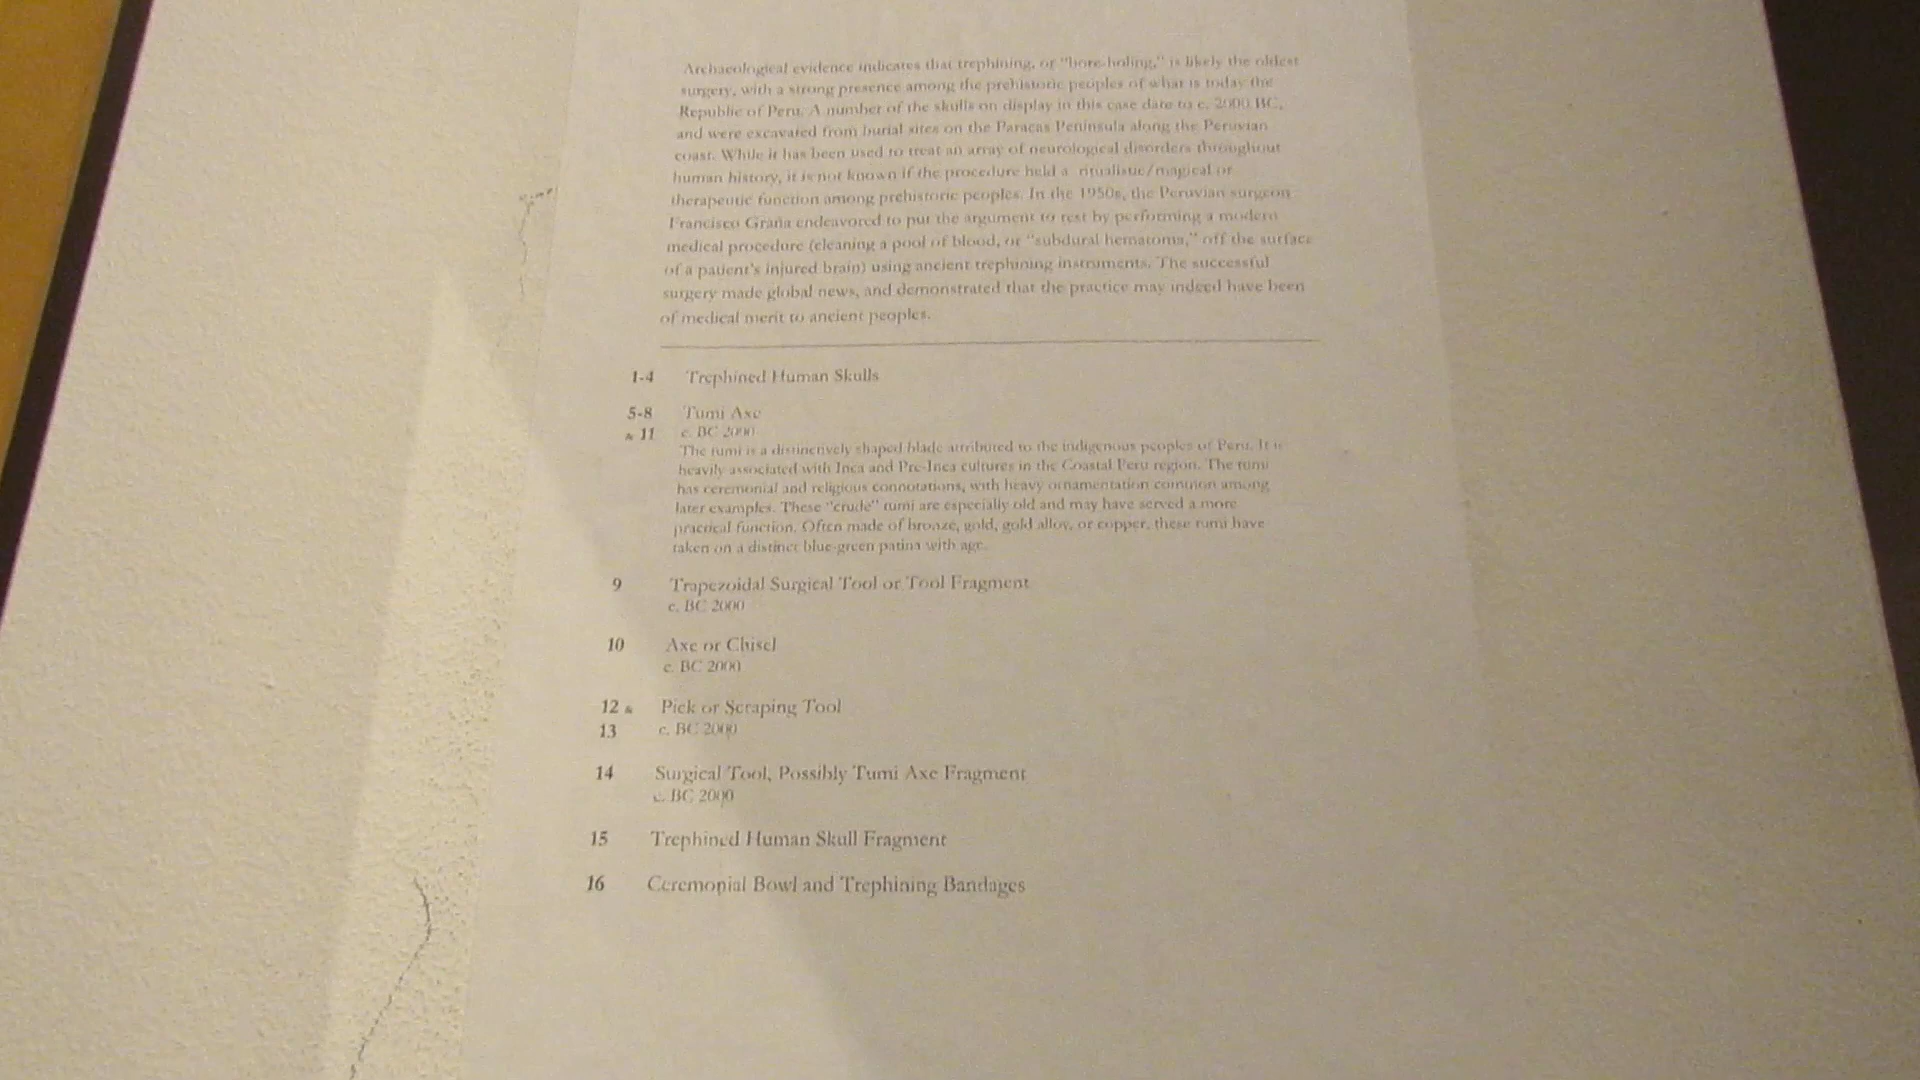 Archaeological evidence indicates that trephining, or "bore-holing," is likely the oldest
surgery, with a strong presence among the prehistoric peoples of what is today the
Republic of Peru. A number of the skulls on display in this case date to c. 2000 BC,
and were excavated from burial sites on the Paracas Peninsula along the Peruvian
coast. While it has been used to treat an array of neurological disorders throughout
human history, it is not known if the procedure held a ritualistic/magical or
therapeutic function among prehistoric peoples. In the 1950s, the Peruvian surgeon
Francisco Graña endeavored to put the argument to rest by performing a modern
medical procedure (cleaning a pool of blood, or "subdural hematoma," off the surface
of a patient's injured brain) using ancient trephining instruments. The successful
surgery made global news, and demonstrated that the practice may indeed have been
of medical merit to ancient peoples.
1-4 Trephined Human Skulls
5-8 Tumi Axe
& 11 c. BC 2000
The tumi is a distinctively shaped blade attributed to the indigenous peoples of Peru. It is
heavily associated with Inca and Pre-Inca cultures in the Coastal Peru region. The tumi
has ceremonial and religious connotations, with heavy ornamentation common among
later examples. These "crude" tumi are especially old and may have served a more
practical function. Often made of bronze, gold, gold alloy, or copper, these tumi have
taken on a distinct blue-green patina with age.
9 Trapezoidal Surgical Tool or Tool Fragment
c. BC 2000
10 Axe or Chisel
c. BC 2000
12 & Pick or Scraping Tool
13 c. BC 2000
14 Surgical Tool, Possibly Tumi Axe Fragment
c. BC 2000
15 Trephined Human Skull Fragment
16 Ceremonial Bowl and Trephining Bandages